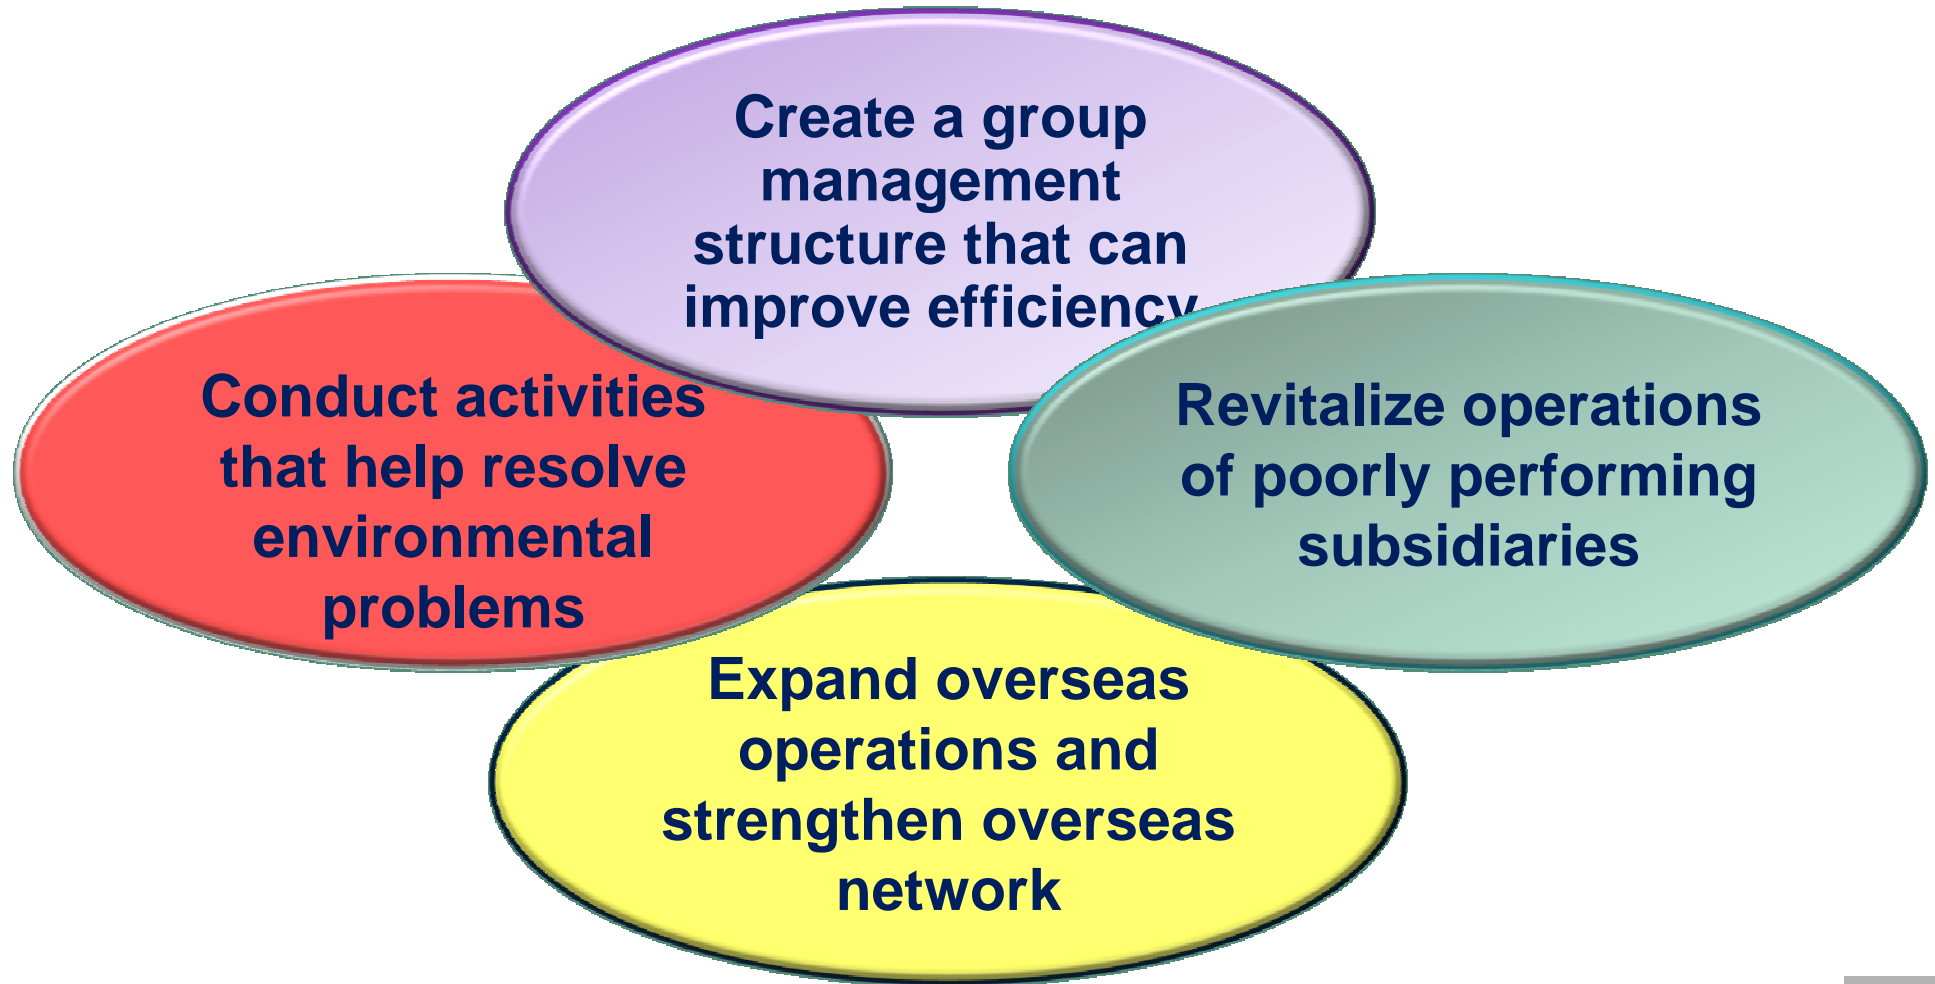 Create a group
management
structure that can
improve efficiency
Conduct activities
that help resolve
environmental
problems
Revitalize operations
of poorly performing
subsidiaries
Expand overseas
operations and
strengthen overseas
network